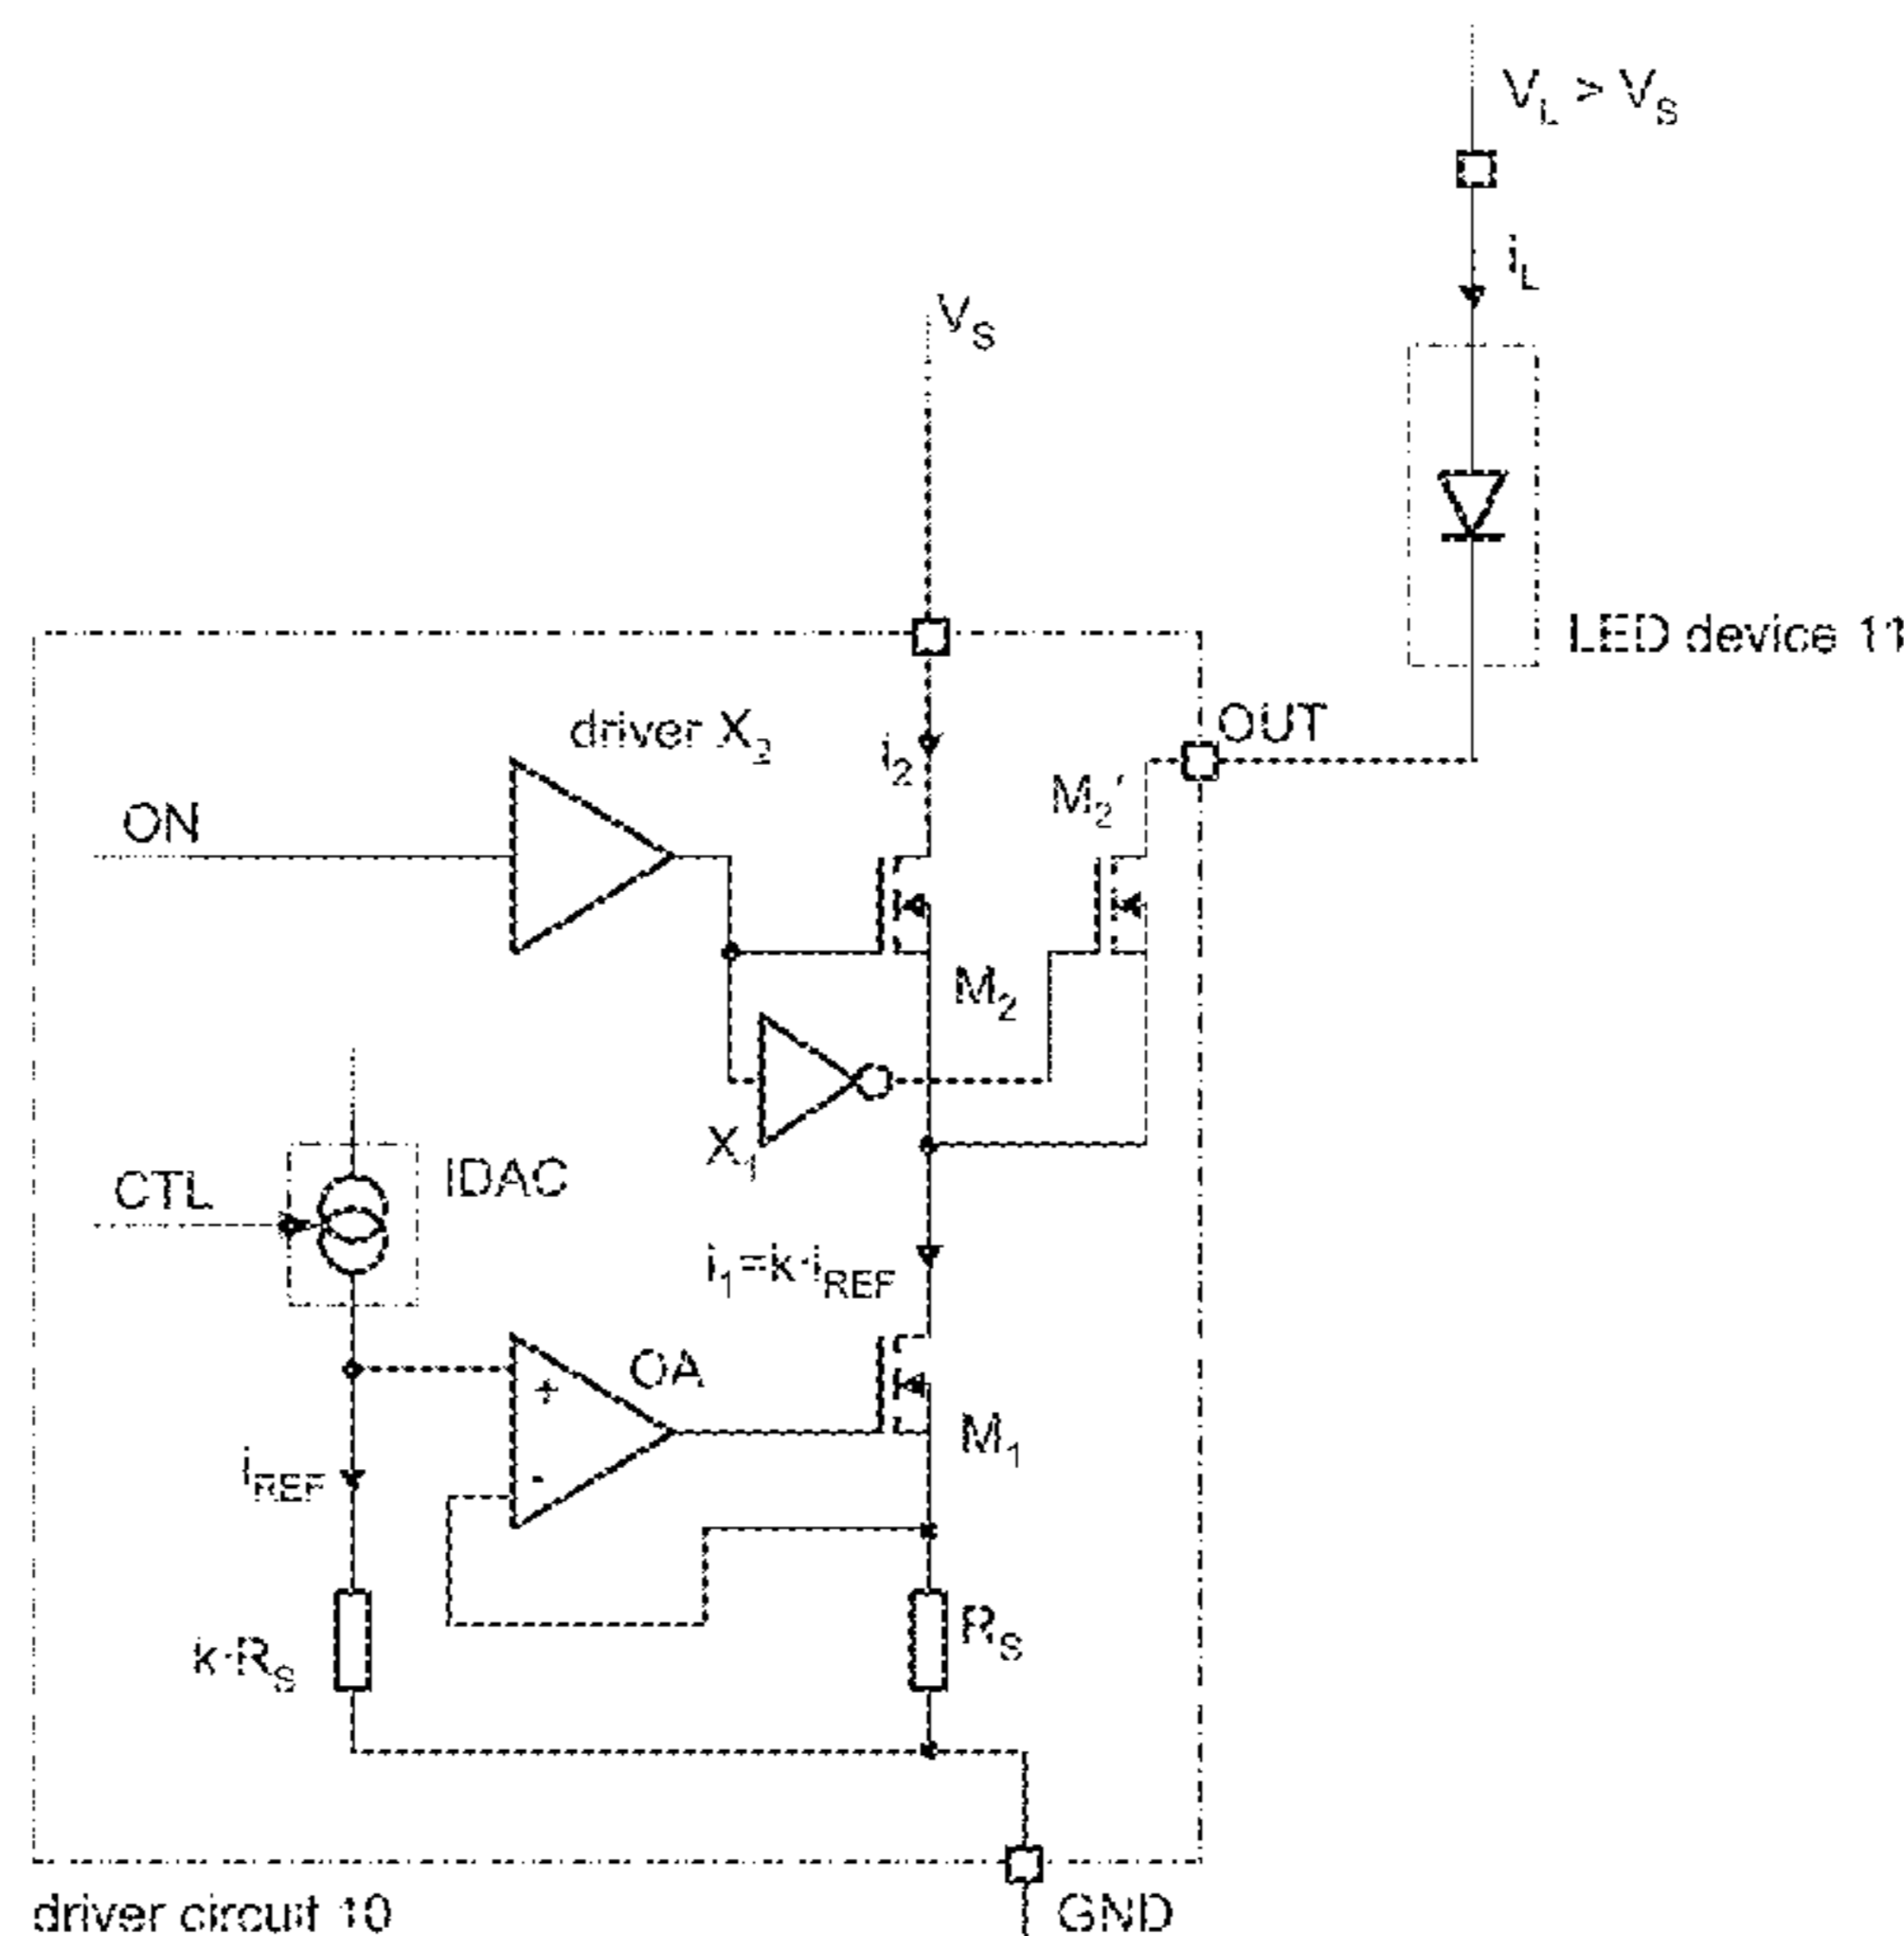 V_L > V_S
i_L
V_S
LED device 11
driver X_2
i_2
OUT
M_2'
ON
M_2
X_1
CTL
IDAC
i_1=k·i_REF
OA
+
-
M_1
i_REF
k·R_S
R_S
driver circuit 10
GND